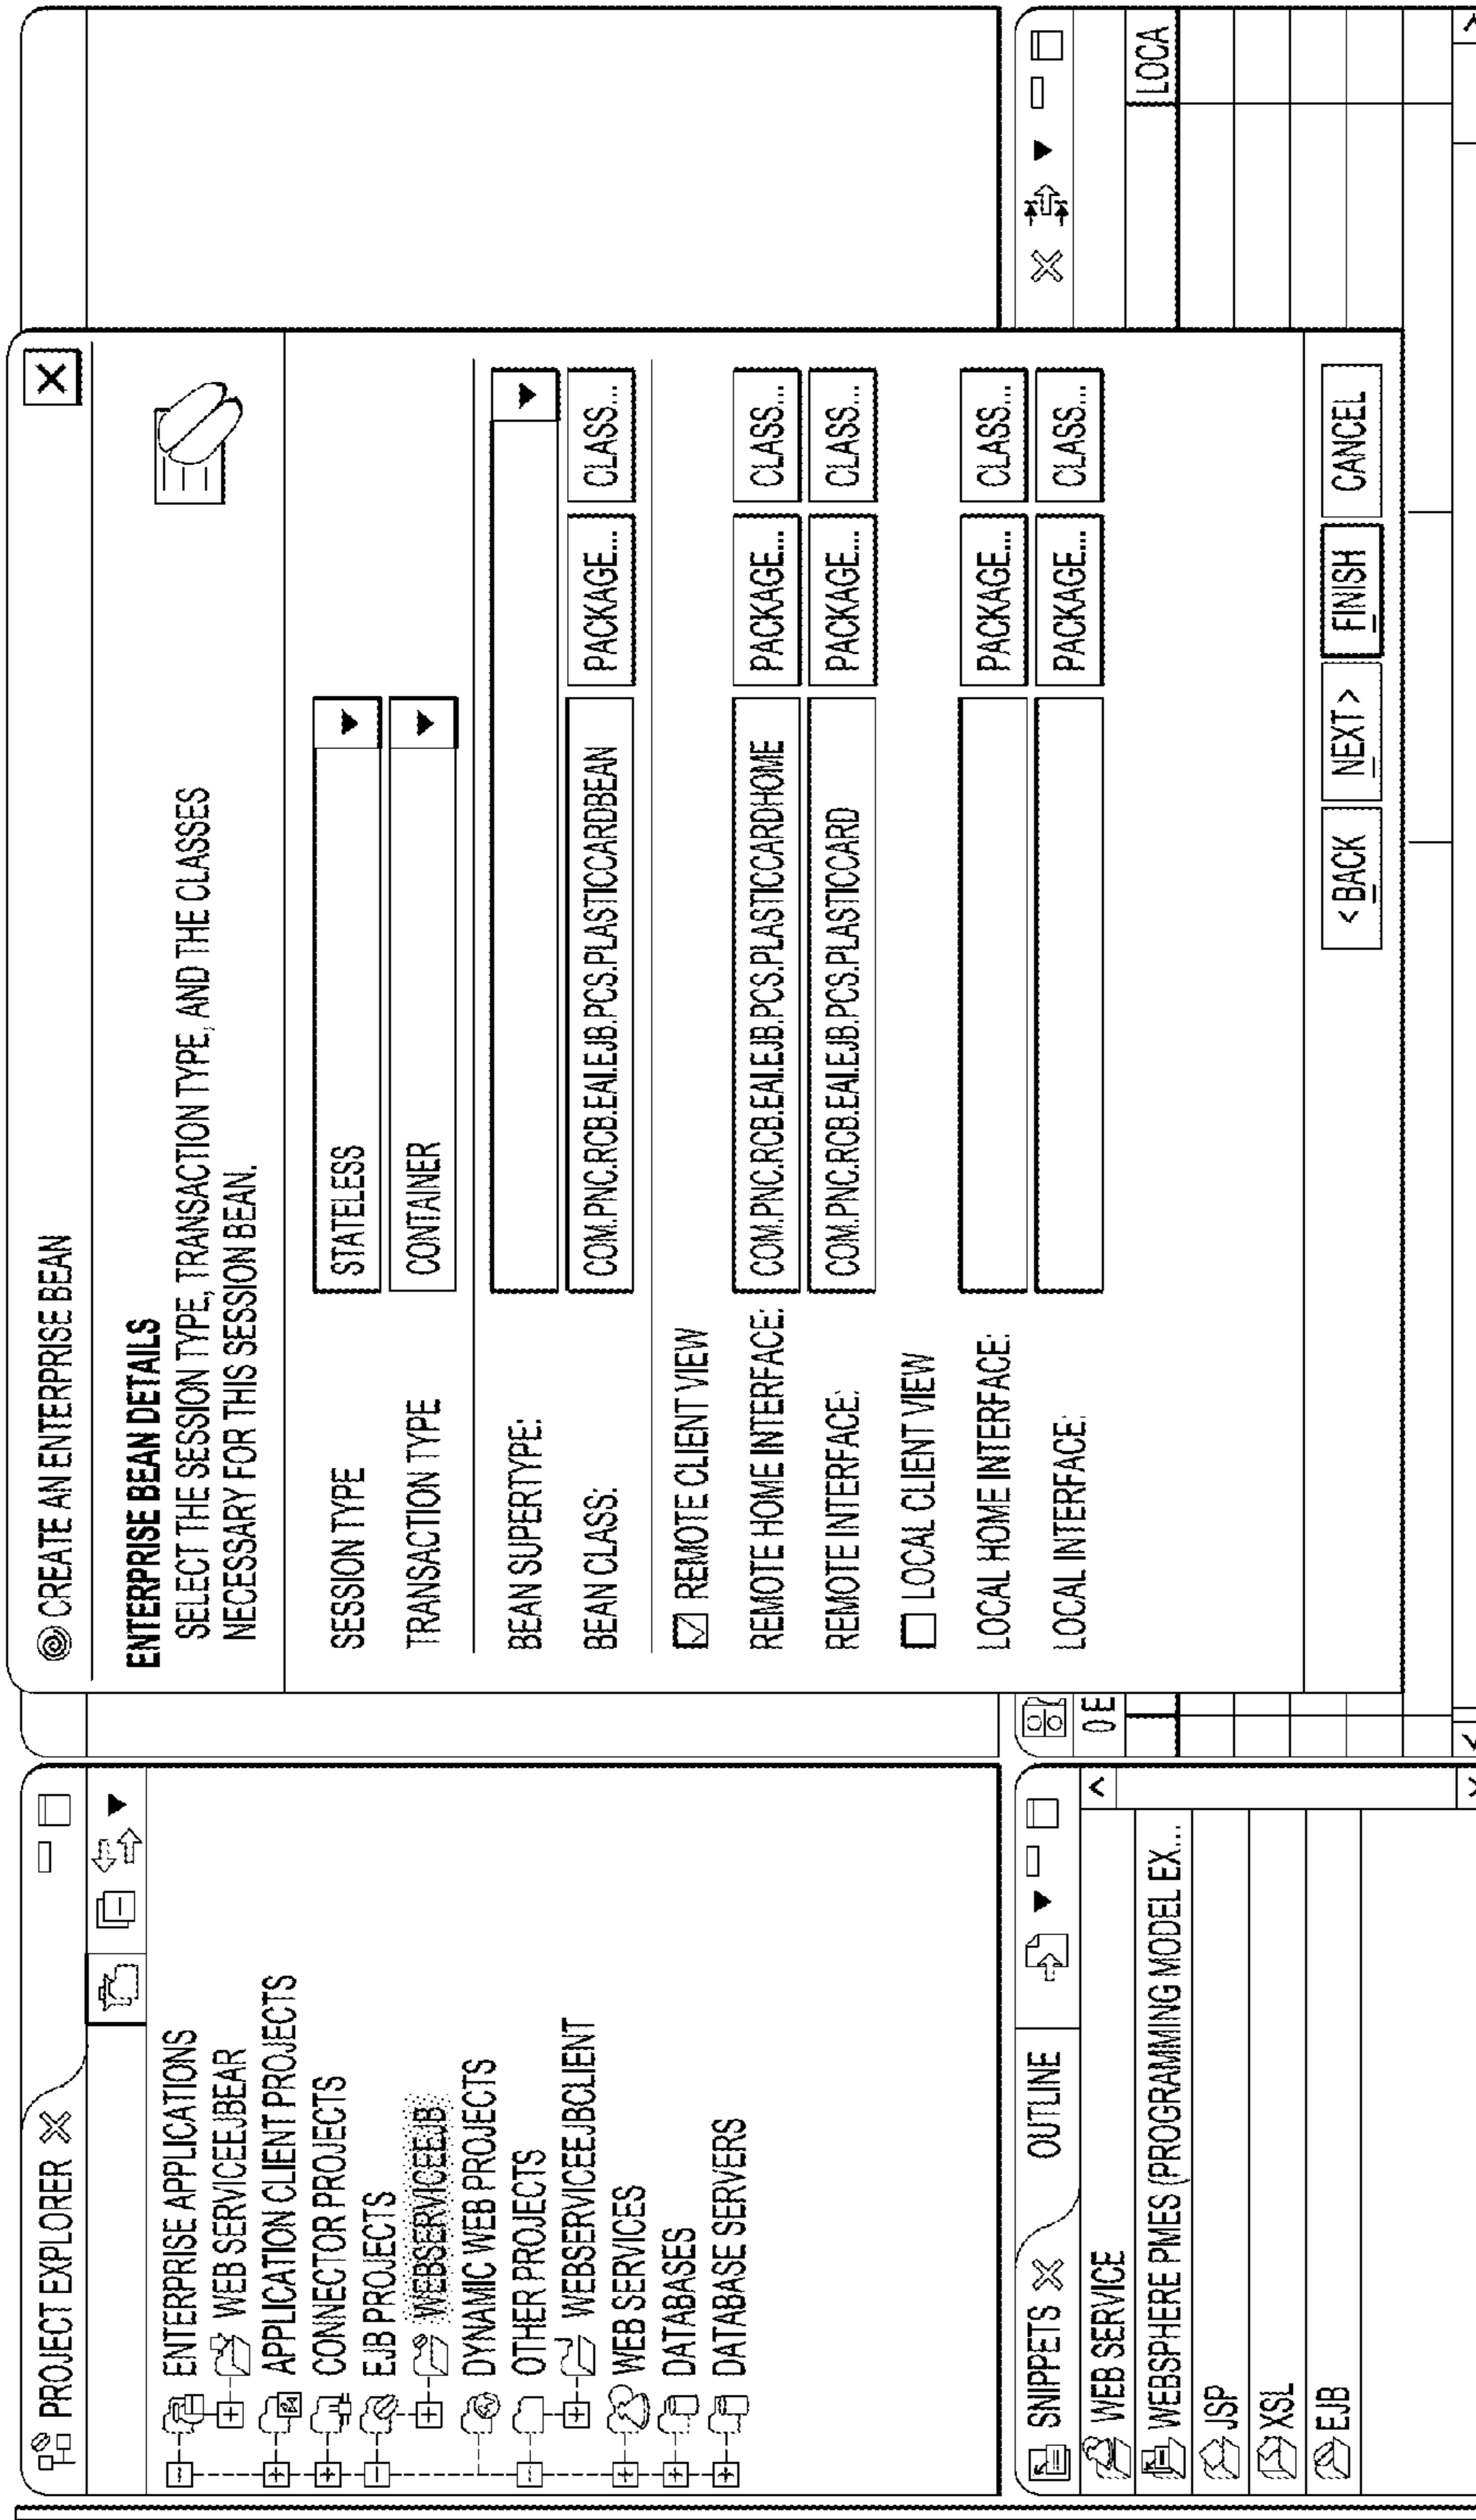 PROJECT EXPLORER
ENTERPRISE APPLICATIONS
WEB SERVICEEJBEAR
APPLICATION CLIENT PROJECTS
CONNECTOR PROJECTS
EJB PROJECTS
WEBSERVICEEJB
DYNAMIC WEB PROJECTS
OTHER PROJECTS
WEBSERVICEEJBCLIENT
WEB SERVICES
DATABASES
DATABASE SERVERS
SNIPPETS OUTLINE
WEB SERVICE
WEBSPHERE PMES (PROGRAMMING MODEL EX...
JSP
XSL
EJB
CREATE AN ENTERPRISE BEAN
ENTERPRISE BEAN DETAILS
SELECT THE SESSION TYPE, TRANSACTION TYPE, AND THE CLASSES
NECESSARY FOR THIS SESSION BEAN.
SESSION TYPE STATELESS
TRANSACTION TYPE CONTAINER
BEAN SUPERTYPE:
BEAN CLASS: COM.PNC.RCB.EAI.EJB.PCS.PLASTICCARDBEAN PACKAGE... CLASS...
REMOTE CLIENT VIEW
REMOTE HOME INTERFACE: COM.PNC.RCB.EAI.EJB.PCS.PLASTICCARDHOME PACKAGE... CLASS...
REMOTE INTERFACE: COM.PNC.RCB.EAI.EJB.PCS.PLASTICCARD PACKAGE... CLASS...
LOCAL CLIENT VIEW
LOCAL HOME INTERFACE: PACKAGE... CLASS...
LOCAL INTERFACE: PACKAGE... CLASS...
< BACK NEXT > FINISH CANCEL
0 E
LOCA